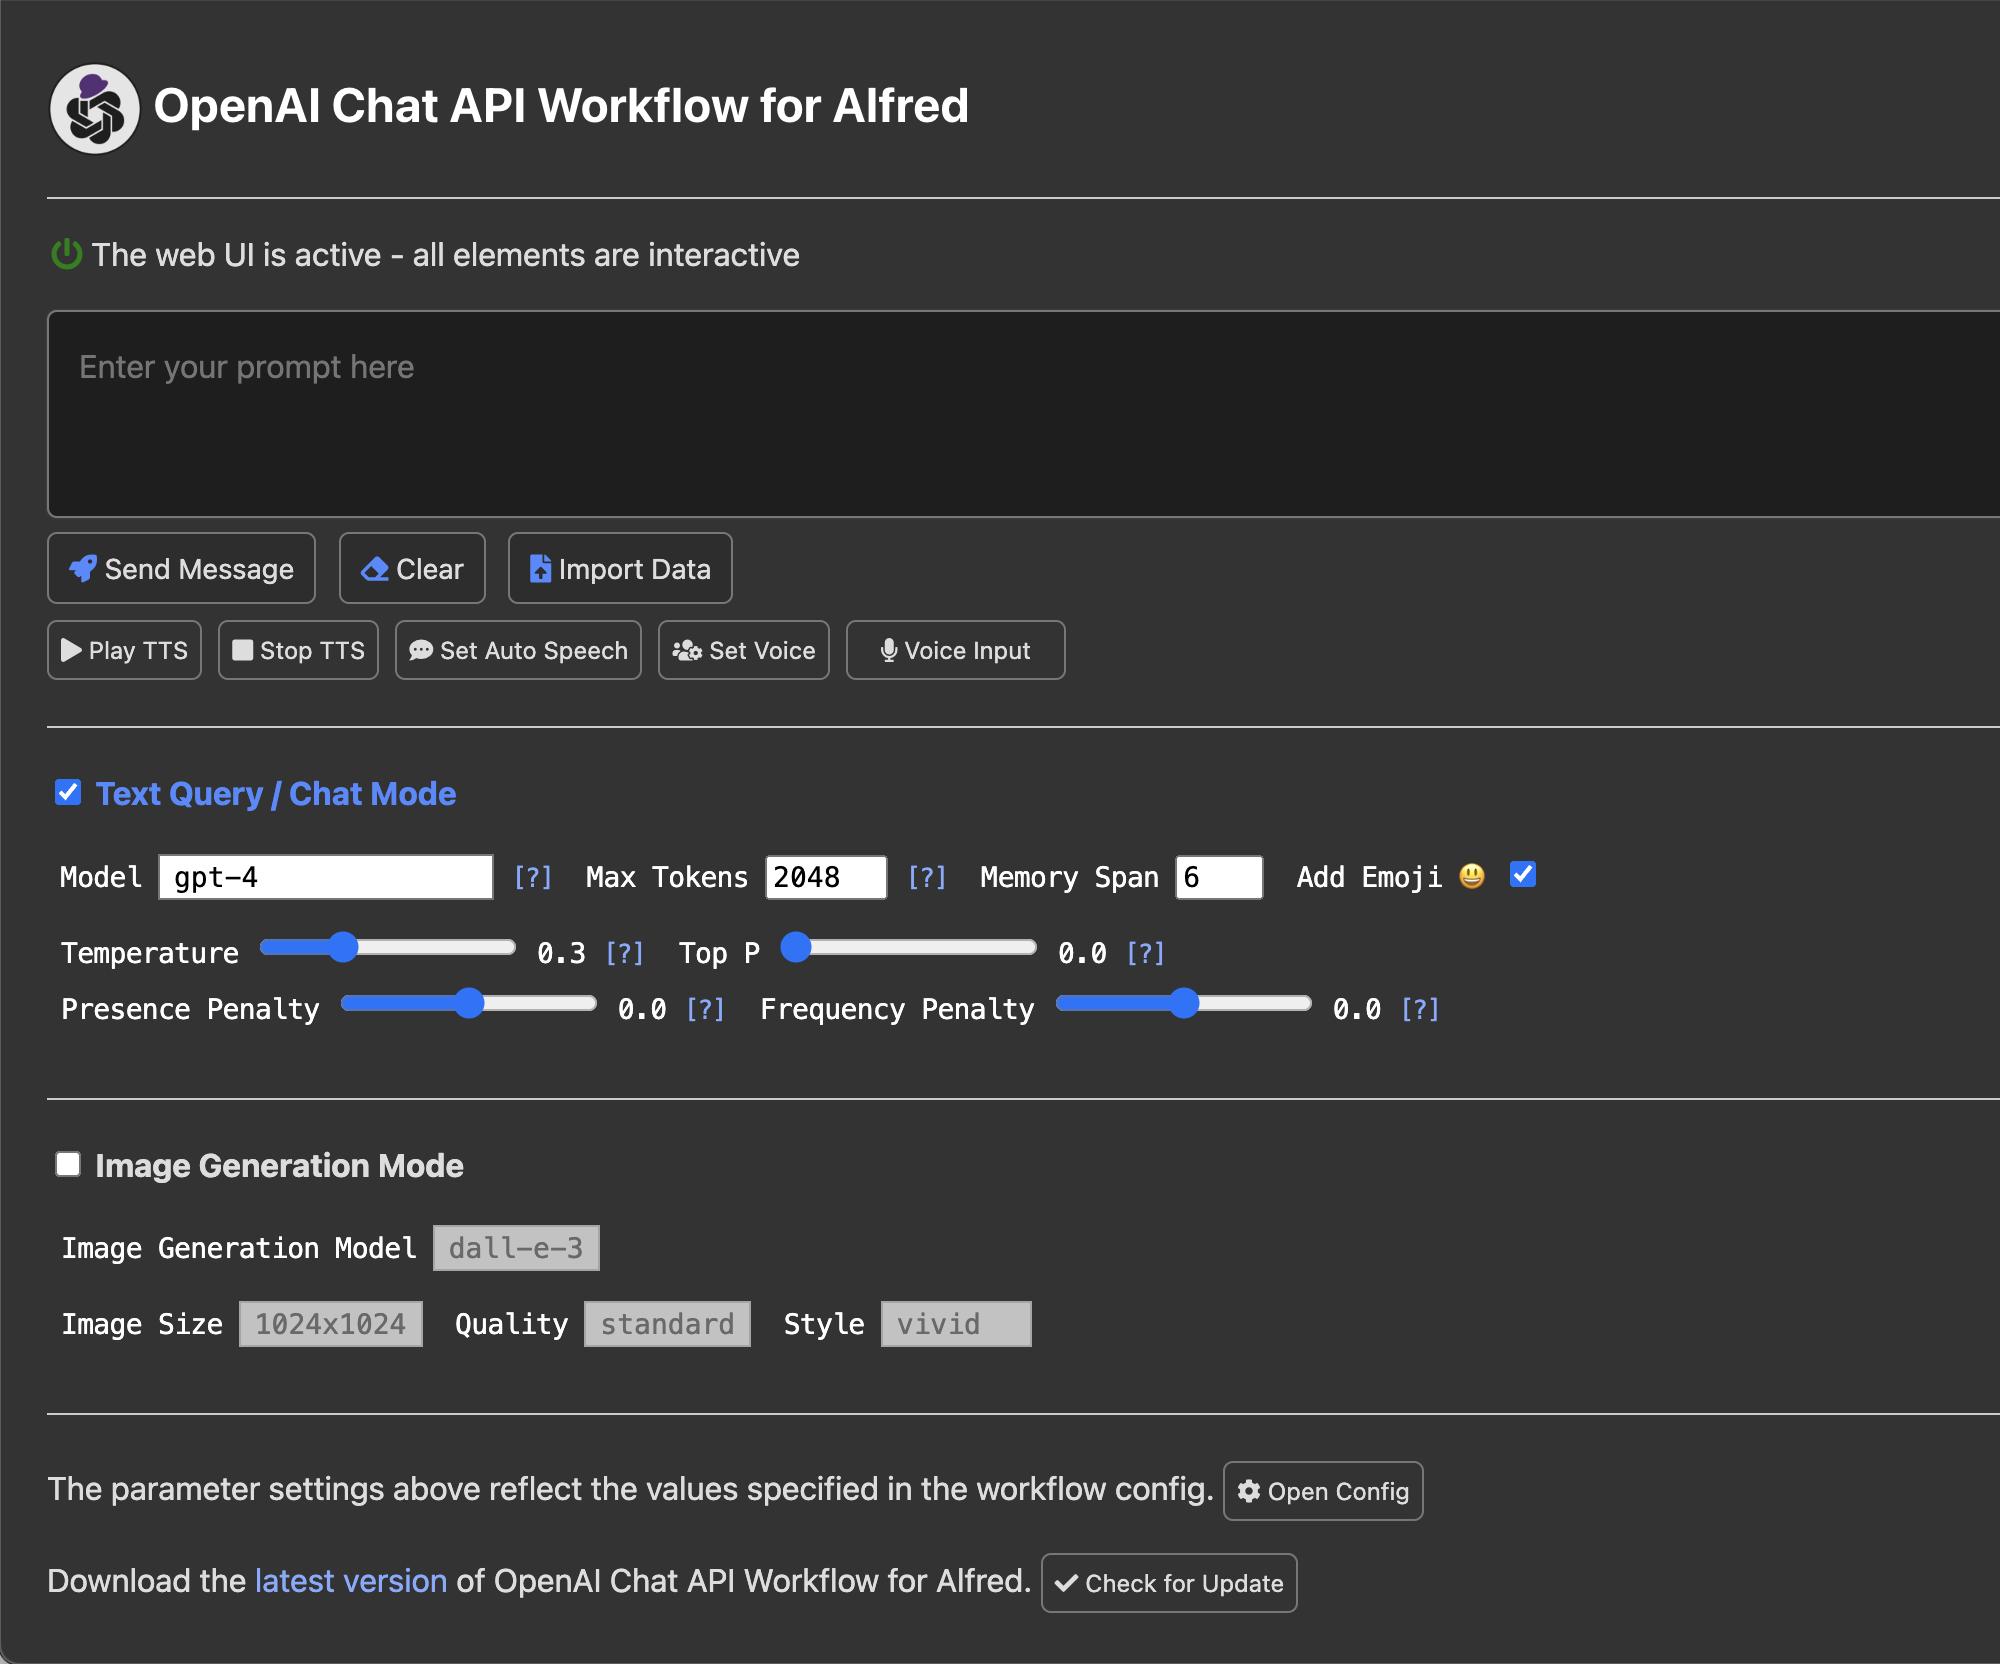 OpenAI Chat API Workflow for Alfred
The web UI is active - all elements are interactive
Enter your prompt here
Send Message Clear Import Data
Play TTS Stop TTS Set Auto Speech Set Voice Voice Input
Text Query / Chat Mode
Model gpt-4 [?] Max Tokens 2048 [?] Memory Span 6 Add Emoji 😃
Temperature 0.3 [?] Top P 0.0 [?]
Presence Penalty 0.0 [?] Frequency Penalty 0.0 [?]
Image Generation Mode
Image Generation Model dall-e-3
Image Size 1024x1024 Quality standard Style vivid
The parameter settings above reflect the values specified in the workflow config. Open Config
Download the latest version of OpenAI Chat API Workflow for Alfred. Check for Update